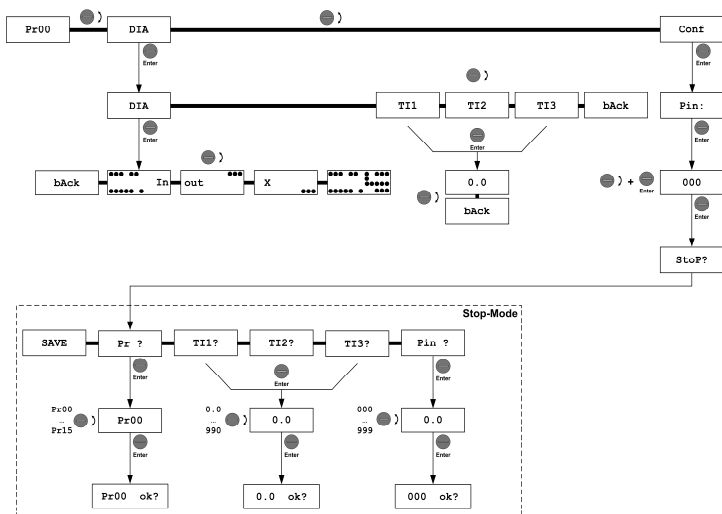 Pr00
DIA
Conf
Enter
Enter
DIA
TI1
TI2
TI3
bAck
Pin:
Enter
Enter
Enter
bAck
In
out
X
0.0
bAck
+
Enter
000
Enter
StoP?
Stop-Mode
SAVE
Pr ?
TI1?
TI2?
TI3?
Pin ?
Enter
Enter
Enter
Pr00
...
Pr15
Pr00
0.0
...
990
0.0
000
...
999
0.0
Enter
Enter
Enter
Pr00 ok?
0.0 ok?
000 ok?